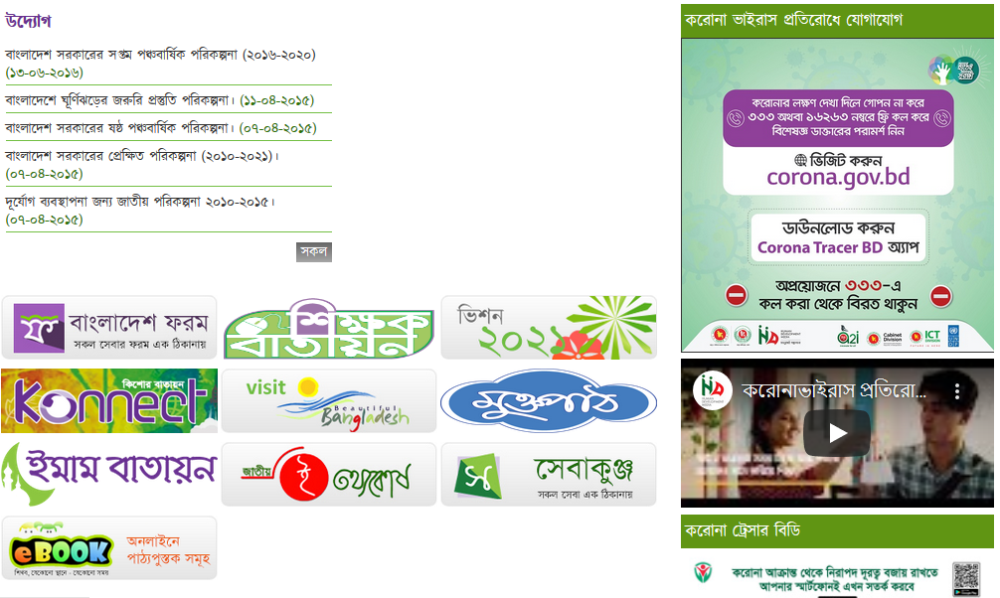 উদ্যোগ
বাংলাদেশ সরকারের সপ্তম পঞ্চবার্ষিক পরিকল্পনা (২০১৬-২০২০)
(১৩-০৬-২০১৬)
বাংলাদেশে ঘূর্ণিঝড়ের জরুরি প্রস্তুতি পরিকল্পনা। (১১-০৪-২০১৫)
বাংলাদেশ সরকারের ষষ্ঠ পঞ্চবার্ষিক পরিকল্পনা। (০৭-০৪-২০১৫)
বাংলাদেশ সরকারের প্রেক্ষিত পরিকল্পনা (২০১০-২০২১)।
(০৭-০৪-২০১৫)
দূর্যোগ ব্যবস্থাপনা জন্য জাতীয় পরিকল্পনা ২০১০-২০১৫।
(০৭-০৪-২০১৫)
সকল
ফ বাংলাদেশ ফরম
সকল সেবার ফরম এক ঠিকানায়
শিক্ষক
বাতায়ন
ভিশন
২০২১
কিশোর বাতায়ন
Konnect
visit
Beautiful
Bangladesh
মুক্তপাঠ
ইমাম বাতায়ন
জাতীয় ই তথ্যকোষ
সেবাকুঞ্জ
সকল সেবা এক ঠিকানায়
eBOOK
শিখব, যেকোনো স্থানে - যেকোনো সময়
অনলাইনে
পাঠ্যপুস্তক সমূহ
করোনা ভাইরাস প্রতিরোধে যোগাযোগ
করোনার লক্ষণ দেখা দিলে গোপন না করে
৩৩৩ অথবা ১৬২৬৩ নম্বরে ফ্রি কল করে
বিশেষজ্ঞ ডাক্তারের পরামর্শ নিন
ভিজিট করুন
corona.gov.bd
ডাউনলোড করুন
Corona Tracer BD অ্যাপ
অপ্রয়োজনে ৩৩৩-এ
কল করা থেকে বিরত থাকুন
a2i
Cabinet
Division
ICT
DIVISION
করোনাভাইরাস প্রতিরো...
করোনা ট্রেসার বিডি
করোনা আক্রান্ত থেকে নিরাপদ দূরত্ব বজায় রাখতে
আপনার স্মার্টফোনই এখন সতর্ক করবে